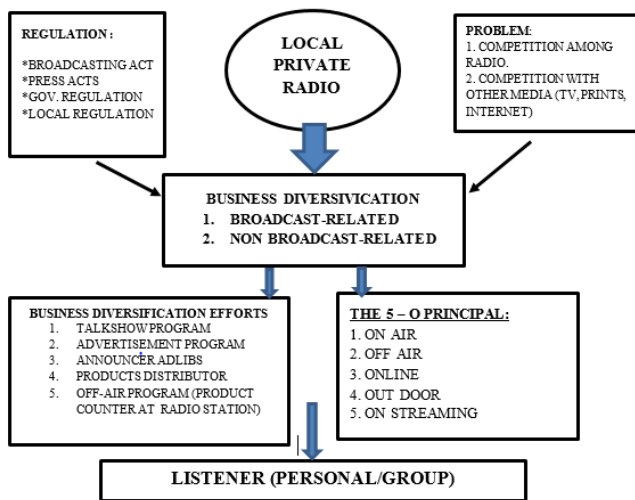 REGULATION :
*BROADCASTING ACT
*PRESS ACTS
*GOV. REGULATION
*LOCAL REGULATION
LOCAL
PRIVATE
RADIO
PROBLEM:
1. COMPETITION AMONG
RADIO.
2. COMPETITION WITH
OTHER MEDIA (TV, PRINTS,
INTERNET)
BUSINESS DIVERSIVICATION
1. BROADCAST-RELATED
2. NON BROADCAST-RELATED
BUSINESS DIVERSIFICATION EFFORTS
1. TALKSHOW PROGRAM
2. ADVERTISEMENT PROGRAM
3. ANNOUNCER ADLIBS
4. PRODUCTS DISTRIBUTOR
5. OFF-AIR PROGRAM (PRODUCT
COUNTER AT RADIO STATION)
THE 5 – O PRINCIPAL:
1. ON AIR
2. OFF AIR
3. ONLINE
4. OUT DOOR
5. ON STREAMING
LISTENER (PERSONAL/GROUP)